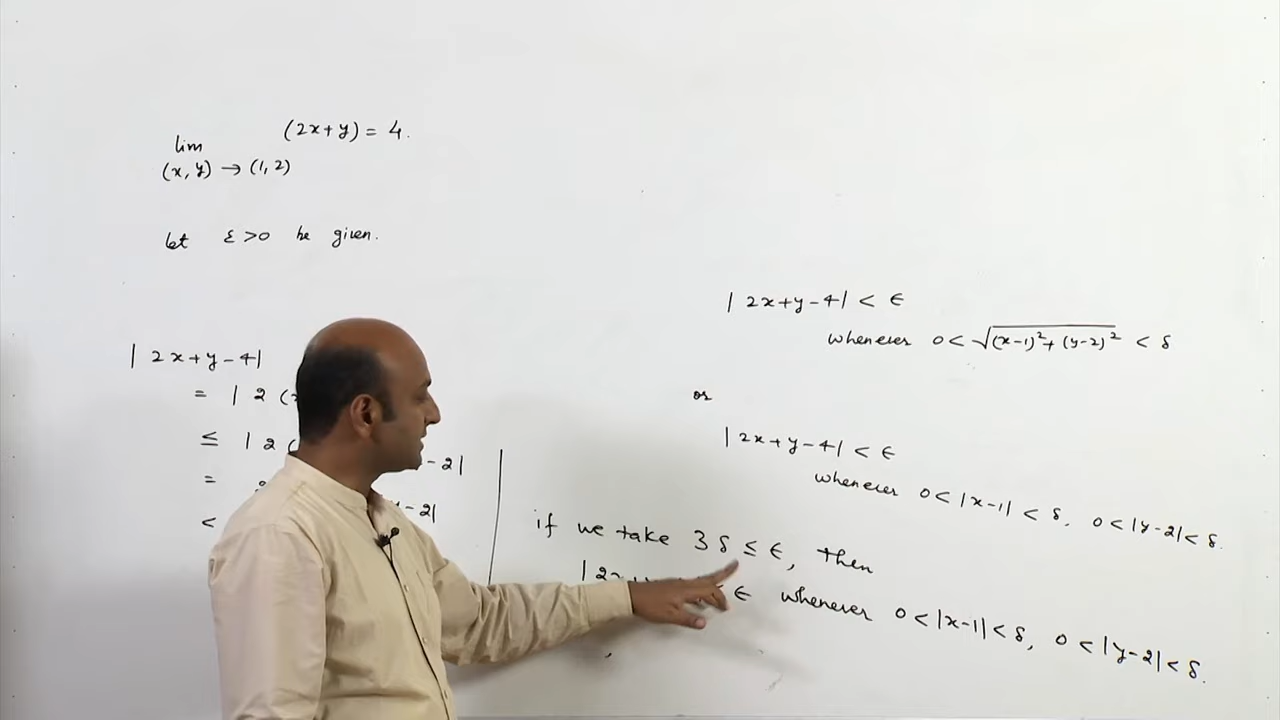 lim (2x+y) = 4.
(x, y) → (1, 2)
let ε>0 be given.
| 2x+y-4|
= | 2 (
≤ | 2 ( -2|
= -2|
<
| 2x+y-4| < ϵ
whenever 0 < √(x-1)²+(y-2)² < δ
or
| 2x+y-4| < ϵ
whenever 0 < |x-1| < δ, 0 < |y-2| < δ.
if we take 3δ ≤ ϵ, then
| 2x ϵ whenever 0 < |x-1| < δ, 0 < |y-2| < δ.